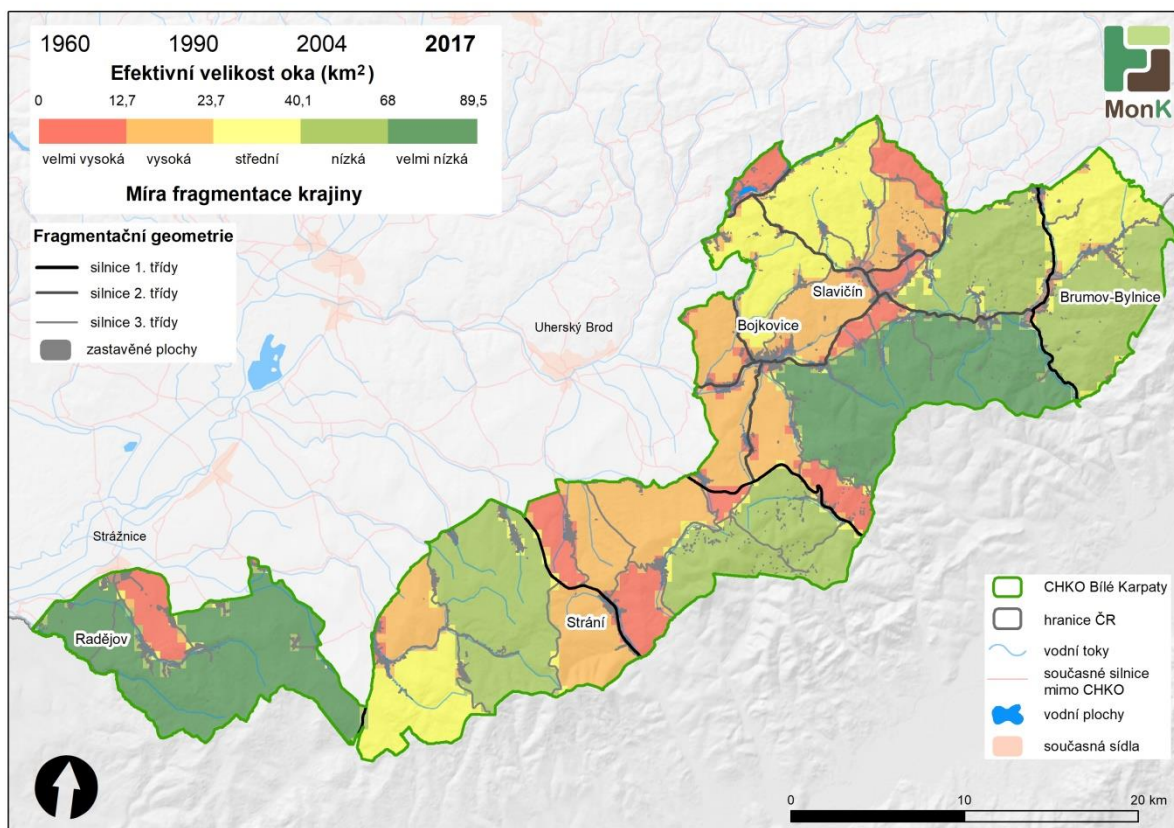 1960 1990 2004 2017
Efektivní velikost oka (km²)
0 12,7 23,7 40,1 68 89,5
velmi vysoká vysoká střední nízká velmi nízká
Míra fragmentace krajiny
Fragmentační geometrie
silnice 1. třídy
silnice 2. třídy
silnice 3. třídy
zastavěné plochy
MonK
Slavičín
Brumov-Bylnice
Uherský Brod
Bojkovice
Strážnice
Radějov
Strání
CHKO Bílé Karpaty
hranice ČR
vodní toky
současné silnice
mimo CHKO
vodní plochy
současná sídla
0 10 20 km